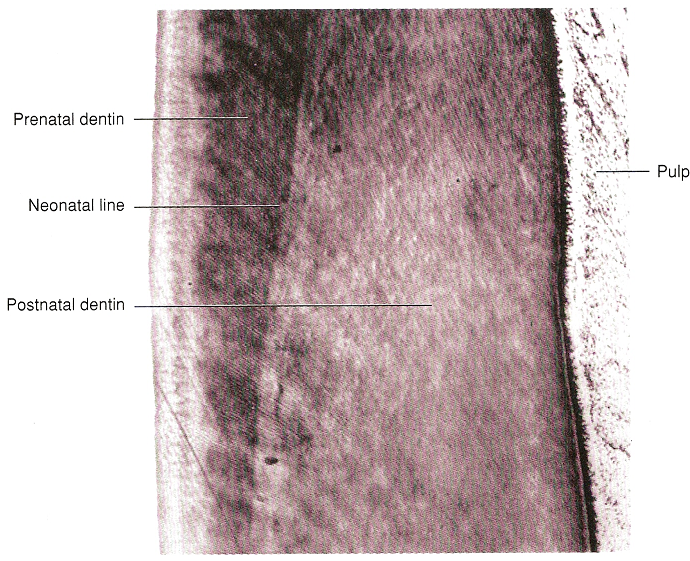 Prenatal dentin
Pulp
Neonatal line
Postnatal dentin